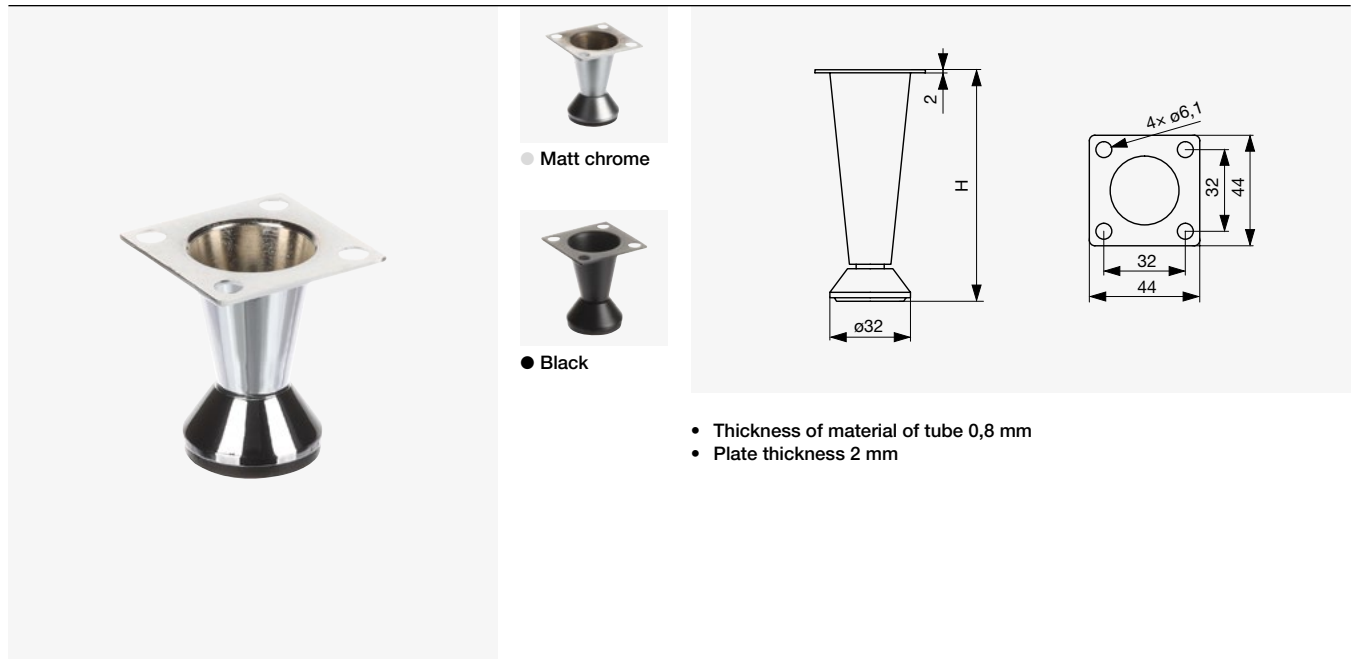 Matt chrome
Black
2
H
ø32
4× ø6,1
32
44
32
44
• Thickness of material of tube 0,8 mm
• Plate thickness 2 mm